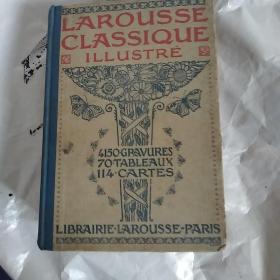 LAROUSSE
CLASSIQUE
ILLUSTRÉ
4150·GRAVURES
70·TABLEAUX
114·CARTES
LIBRAIRIE·LAROUSSE·PARIS